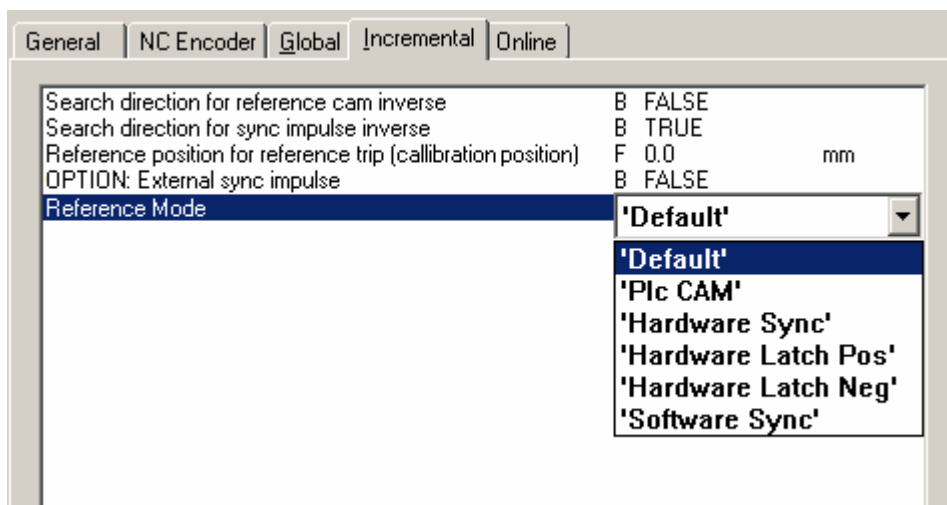 General NC Encoder Global Incremental Online
Search direction for reference cam inverse B FALSE
Search direction for sync impulse inverse B TRUE
Reference position for reference trip (callibration position) F 0.0 mm
OPTION: External sync impulse B FALSE
Reference Mode 'Default'
'Default'
'Plc CAM'
'Hardware Sync'
'Hardware Latch Pos'
'Hardware Latch Neg'
'Software Sync'